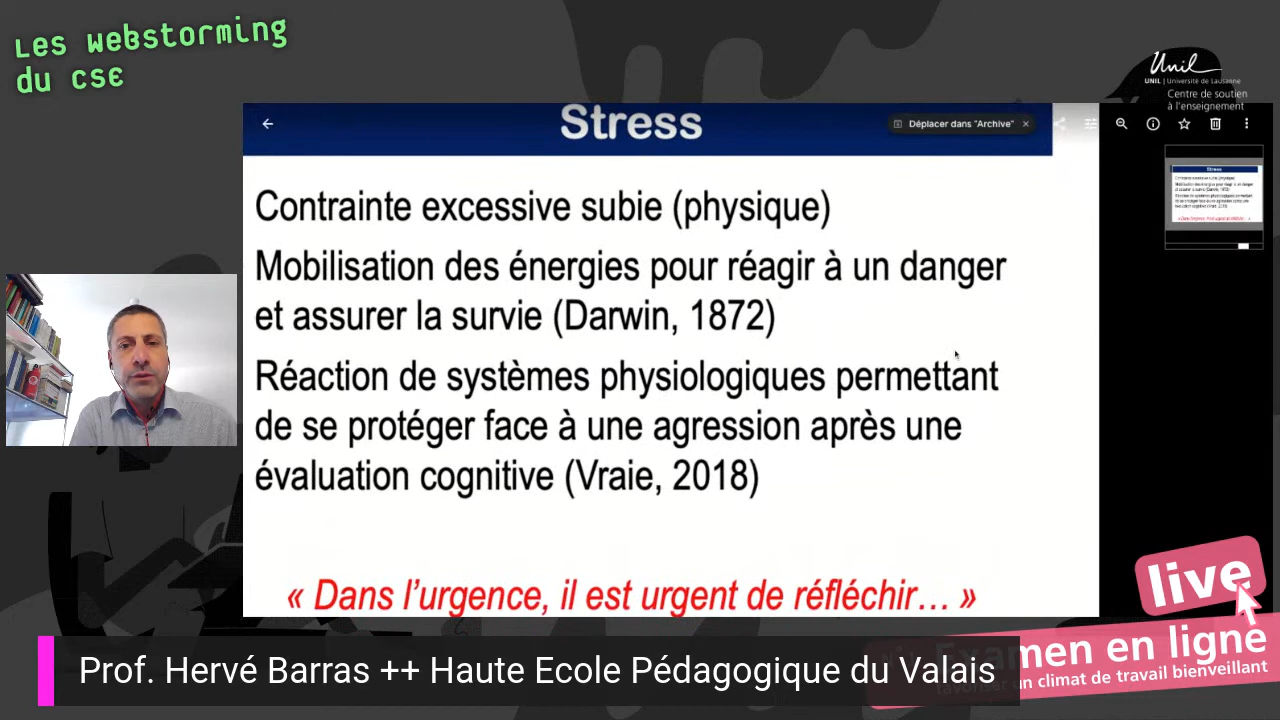 Les Webstorming
du CSE
Unil
UNIL | Université de Lausanne
Centre de soutien
à l'enseignement
Stress
Déplacer dans "Archive"
Contrainte excessive subie (physique)
Mobilisation des énergies pour réagir à un danger
et assurer la survie (Darwin, 1872)
Réaction de systèmes physiologiques permettant
de se protéger face à une agression après une
évaluation cognitive (Vraie, 2018)
« Dans l'urgence, il est urgent de réfléchir… »
live
Examen en ligne
un climat de travail bienveillant
Prof. Hervé Barras ++ Haute Ecole Pédagogique du Valais